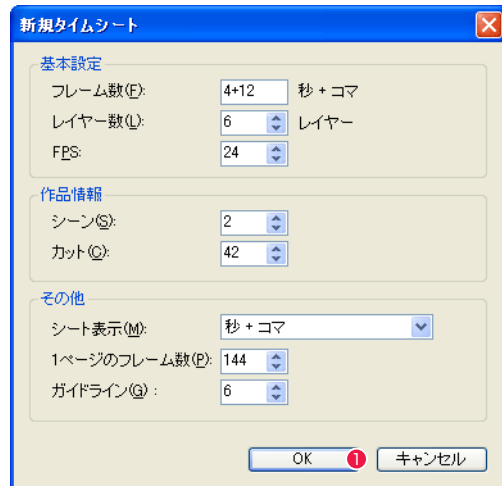 新規タイムシート
基本設定
フレーム数(F): 4+12 秒 + コマ
レイヤー数(L): 6 レイヤー
FPS: 24
作品情報
シーン(S): 2
カット(C): 42
その他
シート表示(M): 秒 + コマ
1ページのフレーム数(P): 144
ガイドライン(G) : 6
OK 1 キャンセル